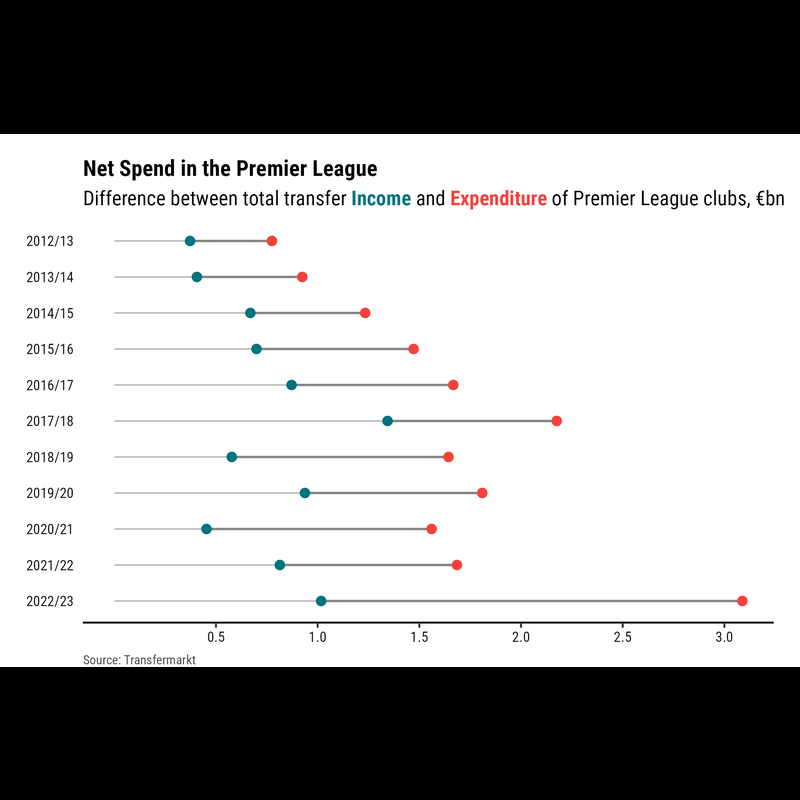 Net Spend in the Premier League
Difference between total transfer Income and Expenditure of Premier League clubs, €bn
2012/13
2013/14
2014/15
2015/16
2016/17
2017/18
2018/19
2019/20
2020/21
2021/22
2022/23
0.5 1.0 1.5 2.0 2.5 3.0
Source: Transfermarkt